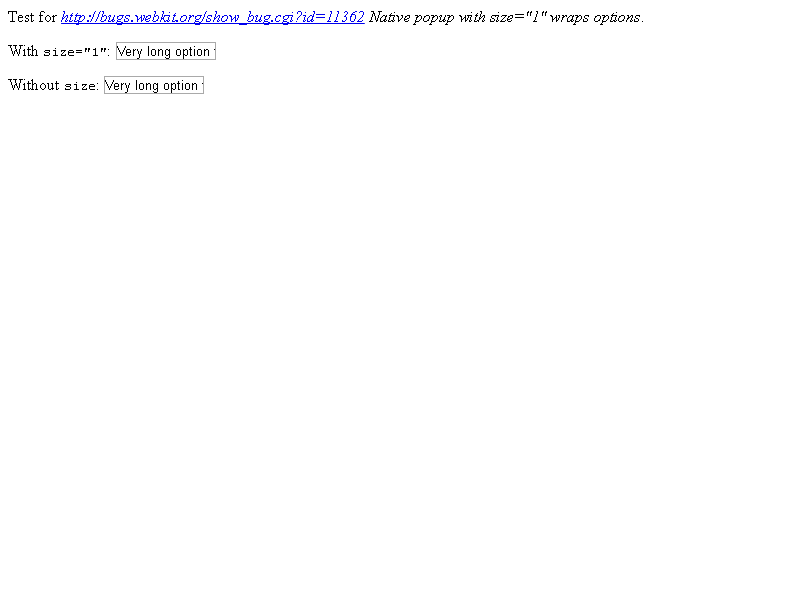 Test for http://bugs.webkit.org/show_bug.cgi?id=11362 Native popup with size="1" wraps options.
With size="1": Very long option
Without size: Very long option